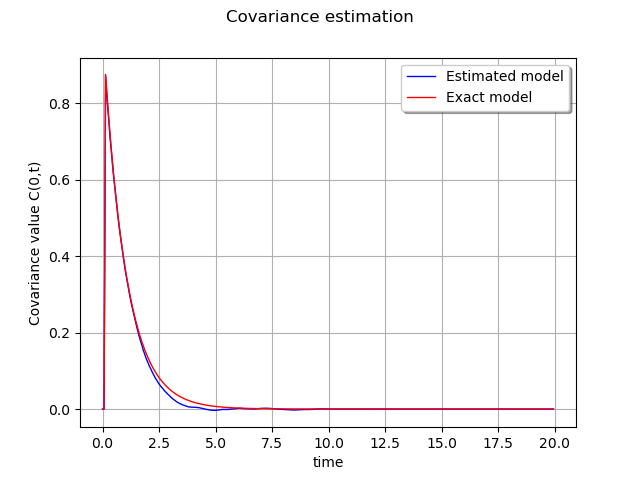 Covariance estimation
Estimated model
Exact model
Covariance value C(0,t)
0.8
0.6
0.4
0.2
0.0
0.0 2.5 5.0 7.5 10.0 12.5 15.0 17.5 20.0
time